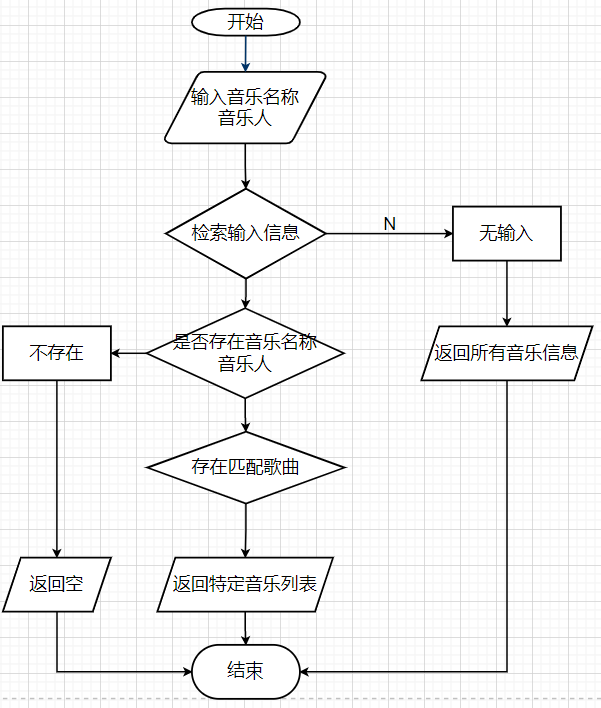 开始
输入音乐名称
音乐人
检索输入信息
N
无输入
是否存在音乐名称
音乐人
不存在
返回所有音乐信息
存在匹配歌曲
返回空
返回特定音乐列表
结束